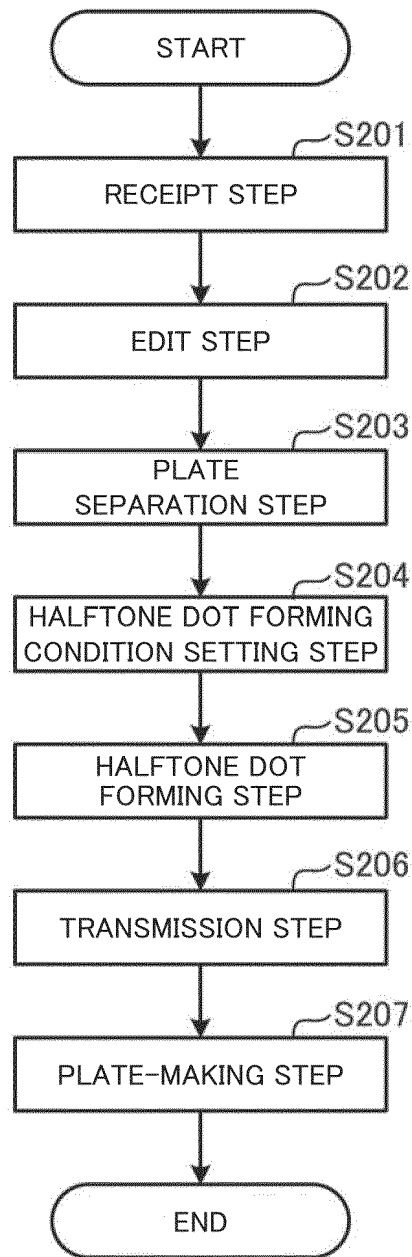 START
S201
RECEIPT STEP
S202
EDIT STEP
S203
PLATE
SEPARATION STEP
S204
HALFTONE DOT FORMING
CONDITION SETTING STEP
S205
HALFTONE DOT
FORMING STEP
S206
TRANSMISSION STEP
S207
PLATE-MAKING STEP
END